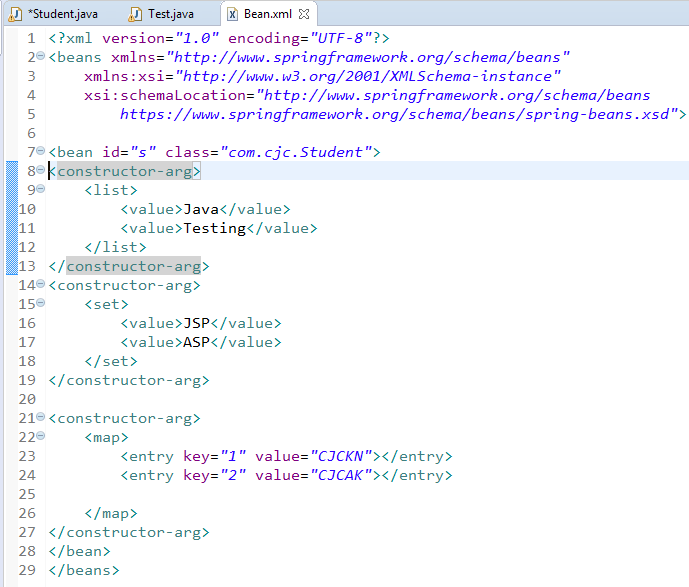 *Student.java Test.java Bean.xml
1 <?xml version="1.0" encoding="UTF-8"?>
2 <beans xmlns="http://www.springframework.org/schema/beans"
3     xmlns:xsi="http://www.w3.org/2001/XMLSchema-instance"
4     xsi:schemaLocation="http://www.springframework.org/schema/beans
5         https://www.springframework.org/schema/beans/spring-beans.xsd">
6
7 <bean id="s" class="com.cjc.Student">
8 <constructor-arg>
9     <list>
10         <value>Java</value>
11         <value>Testing</value>
12     </list>
13 </constructor-arg>
14 <constructor-arg>
15     <set>
16         <value>JSP</value>
17         <value>ASP</value>
18     </set>
19 </constructor-arg>
20
21 <constructor-arg>
22     <map>
23         <entry key="1" value="CJCKN"></entry>
24         <entry key="2" value="CJCAK"></entry>
25
26     </map>
27 </constructor-arg>
28 </bean>
29 </beans>